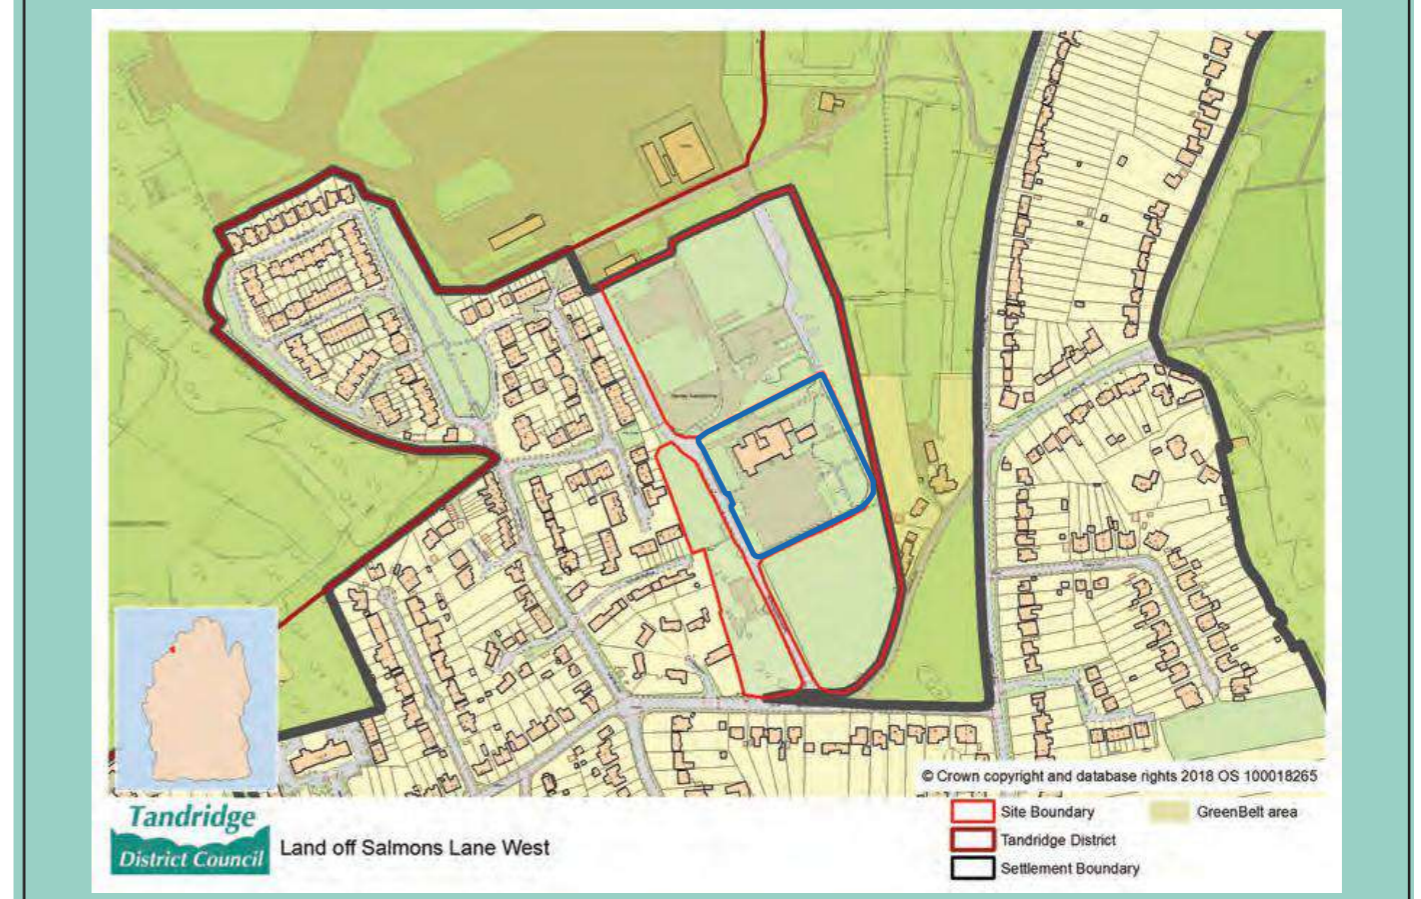 © Crown copyright and database rights 2018 OS 100018265
Tandridge
District Council
Land off Salmons Lane West
Site Boundary
GreenBelt area
Tandridge District
Settlement Boundary